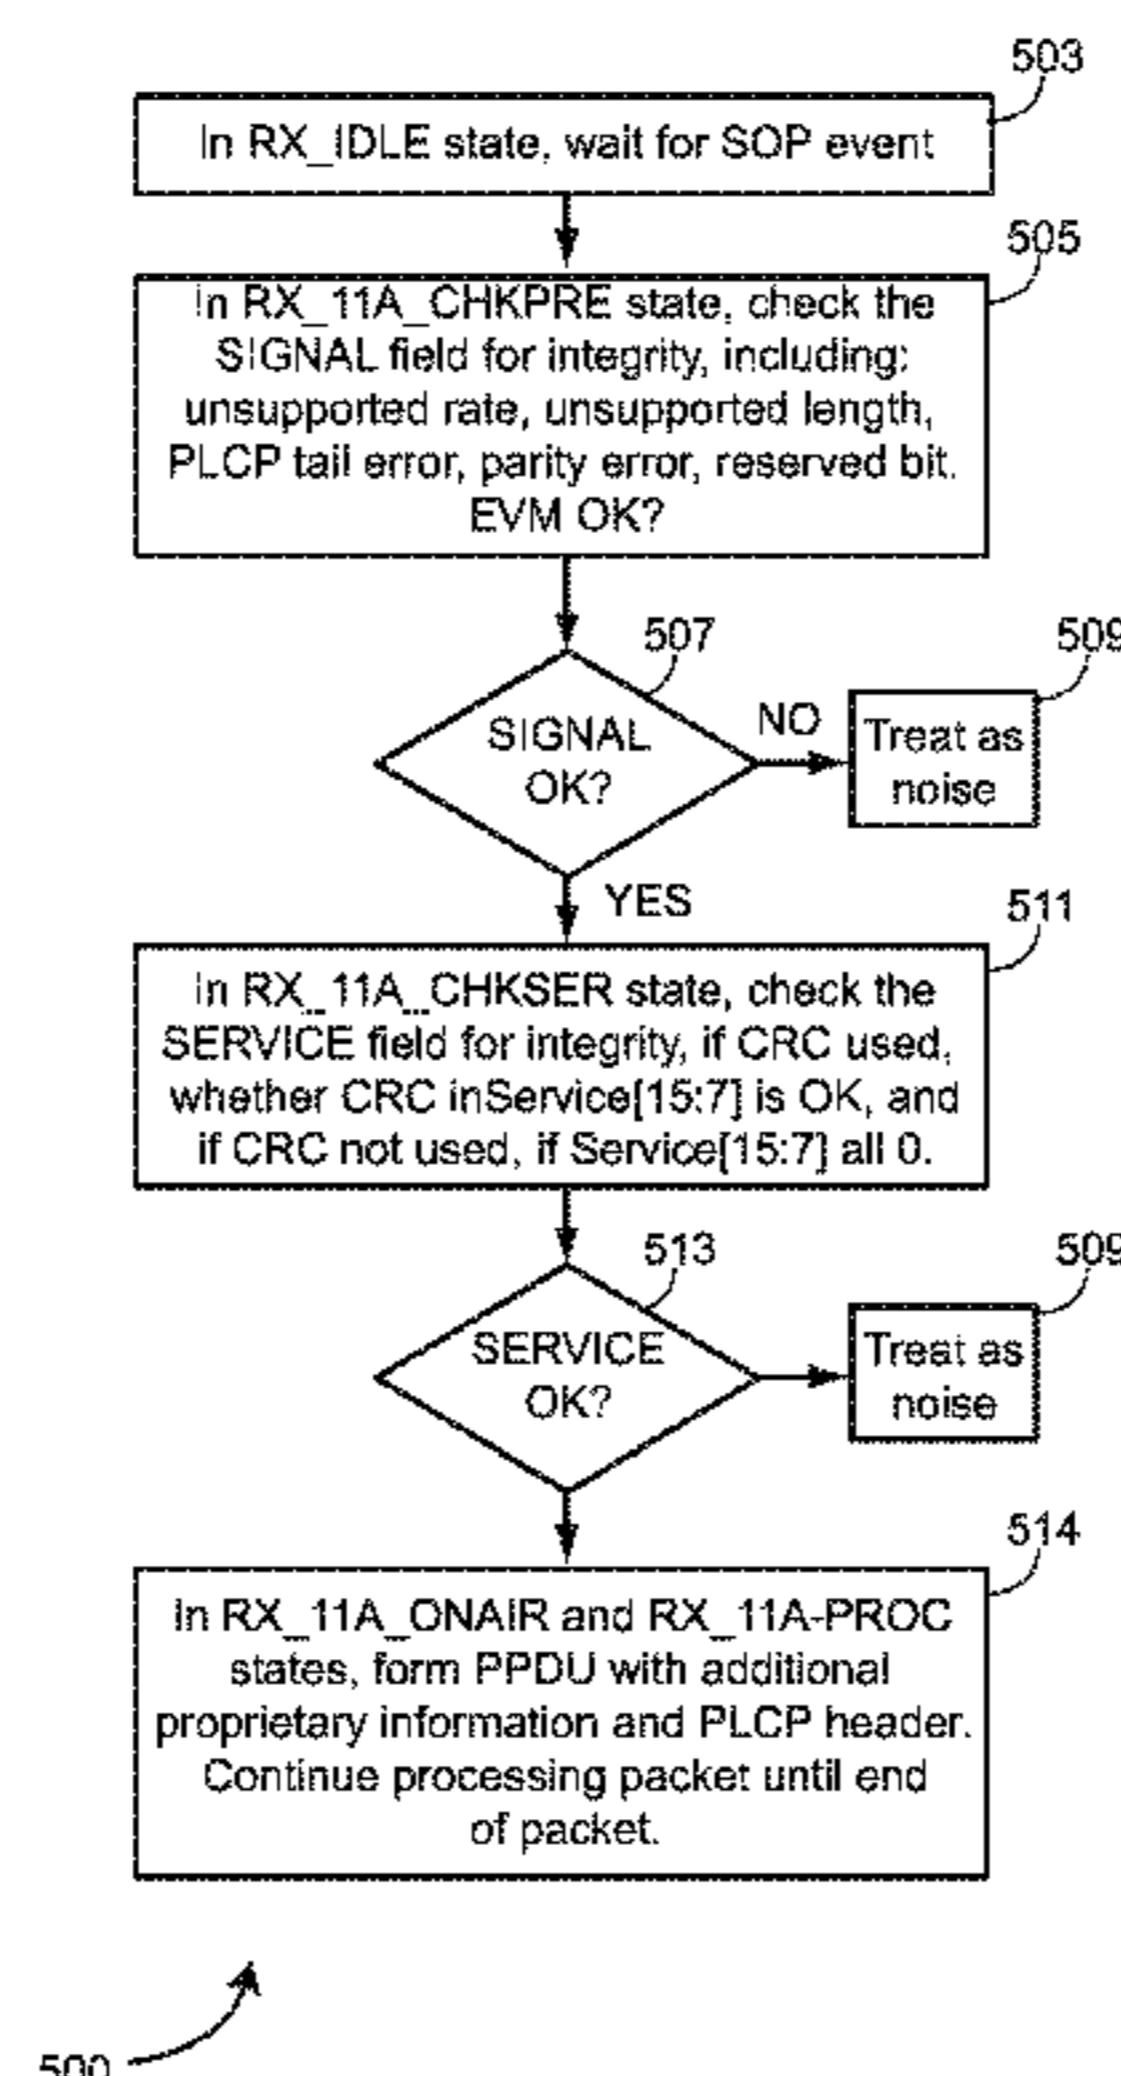 503
In RX_IDLE state, wait for SOP event
505
In RX_11A_CHKPRE state, check the
SIGNAL field for integrity, including:
unsupported rate, unsupported length,
PLCP tail error, parity error, reserved bit.
EVM OK?
507
509
SIGNAL
OK?
NO
Treat as
noise
YES
511
In RX_11A_CHKSER state, check the
SERVICE field for integrity, if CRC used,
whether CRC inService[15:7] is OK, and
if CRC not used, if Service[15:7] all 0.
513
509
SERVICE
OK?
Treat as
noise
514
In RX_11A_ONAIR and RX_11A-PROC
states, form PPDU with additional
proprietary information and PLCP header.
Continue processing packet until end
of packet.
500